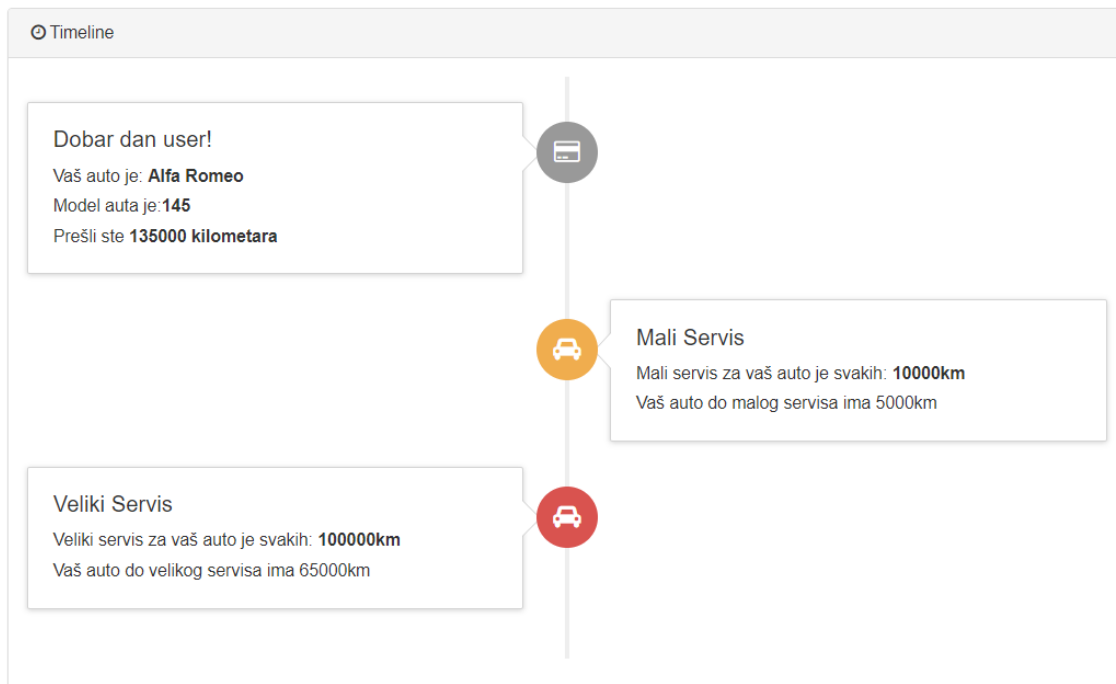 Timeline
Dobar dan user!
Vaš auto je: Alfa Romeo
Model auta je:145
Prešli ste 135000 kilometara
Mali Servis
Mali servis za vaš auto je svakih: 10000km
Vaš auto do malog servisa ima 5000km
Veliki Servis
Veliki servis za vaš auto je svakih: 100000km
Vaš auto do velikog servisa ima 65000km